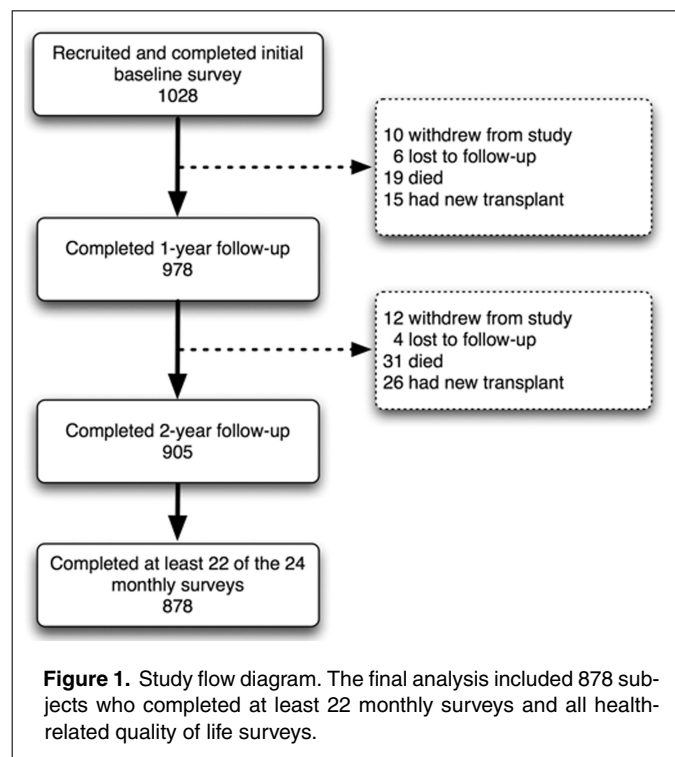 Recruited and completed initial
baseline survey
1028
10 withdrew from study
6 lost to follow-up
19 died
15 had new transplant
Completed 1-year follow-up
978
12 withdrew from study
4 lost to follow-up
31 died
26 had new transplant
Completed 2-year follow-up
905
Completed at least 22 of the 24
monthly surveys
878
Figure 1. Study flow diagram. The final analysis included 878 sub-
jects who completed at least 22 monthly surveys and all health-
related quality of life surveys.